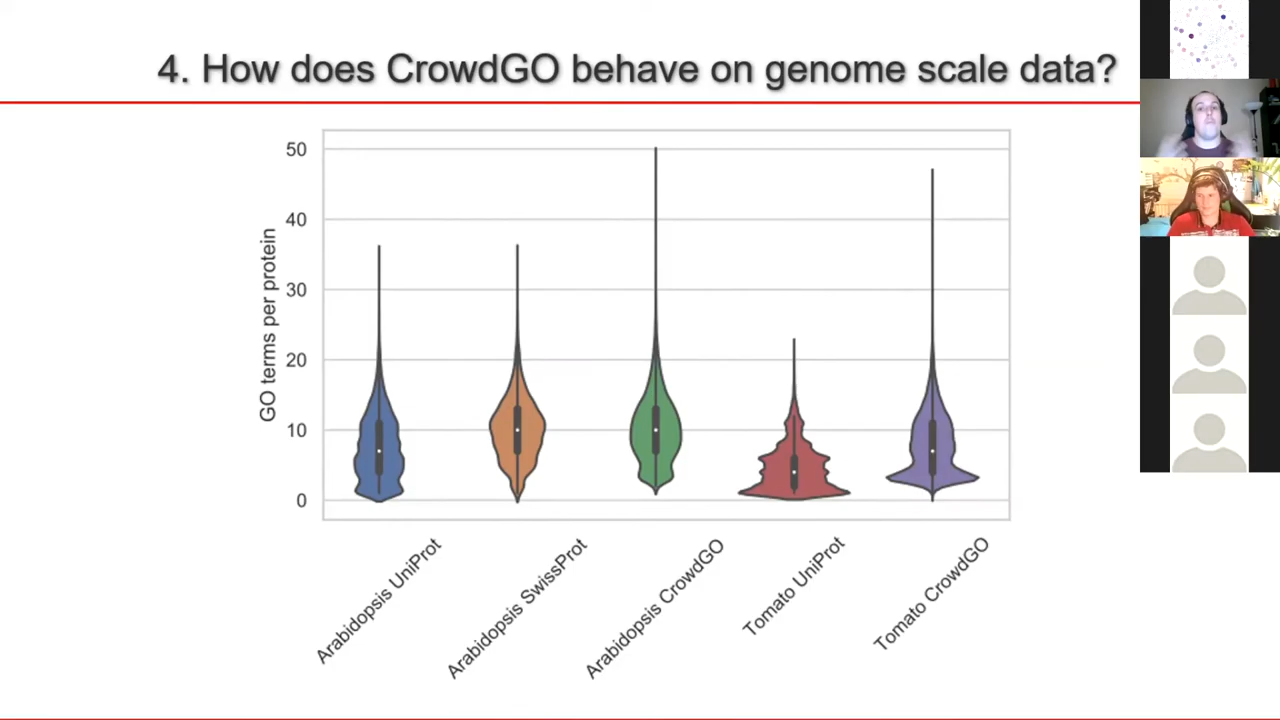 4. How does CrowdGO behave on genome scale data?
GO terms per protein
50
40
30
20
10
0
Arabidopsis UniProt
Arabidopsis SwissProt
Arabidopsis CrowdGO
Tomato UniProt
Tomato CrowdGO